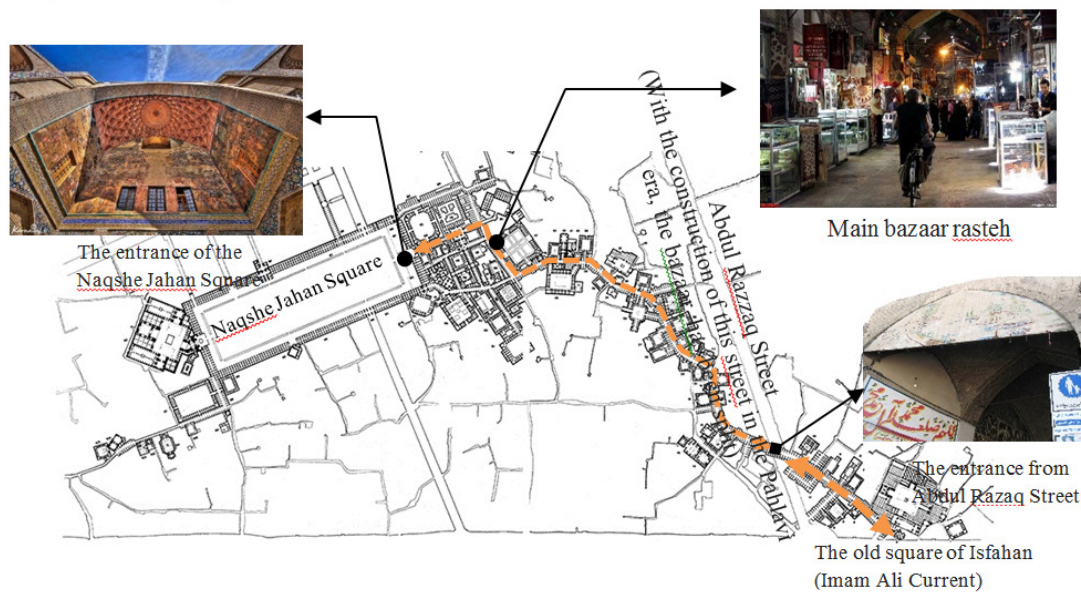 The entrance of the
Naqshe Jahan Square
Main bazaar rasteh
Naqshe Jahan Square
Abdul Razzaq Street
(With the construction of this street in the Pahlavi
era, the bazaar
The entrance from
Abdul Razaq Street
The old square of Isfahan
(Imam Ali Current)